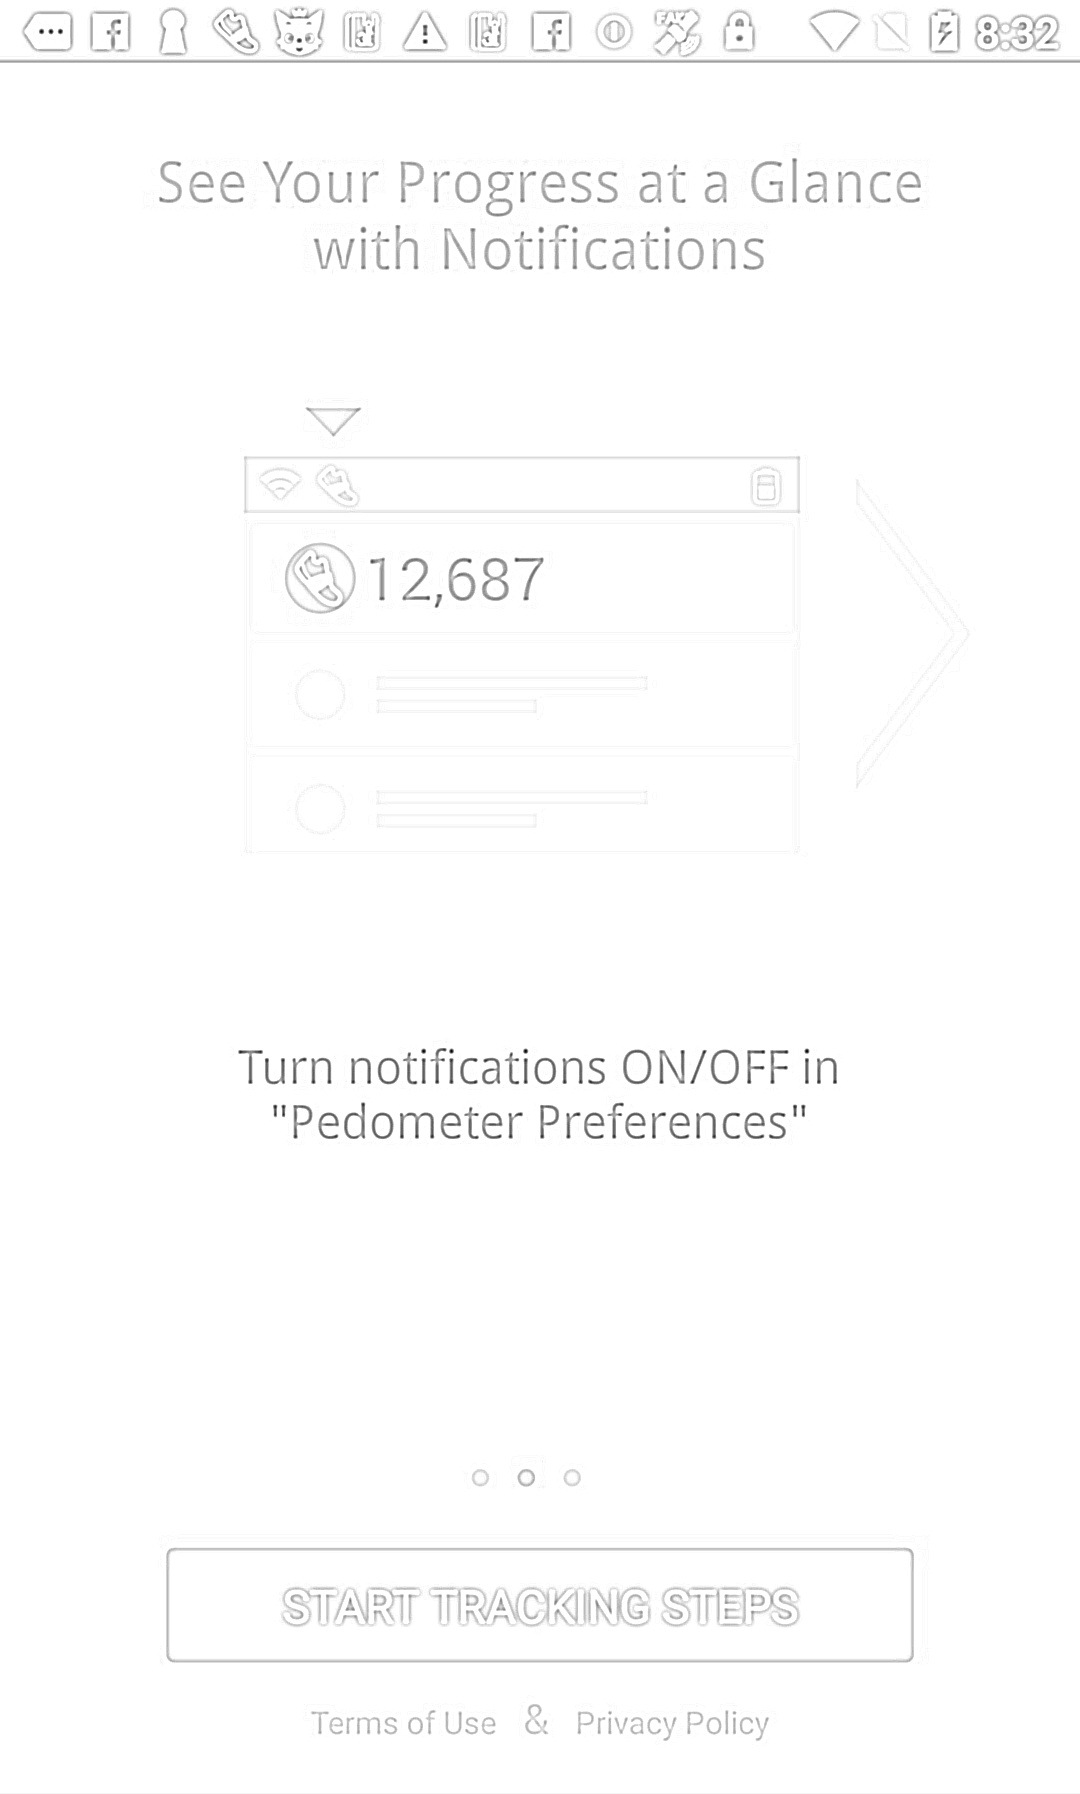 8:32
See Your Progress at a Glance
with Notifications
12,687
Turn notifications ON/OFF in
"Pedometer Preferences"
START TRACKING STEPS
Terms of Use & Privacy Policy